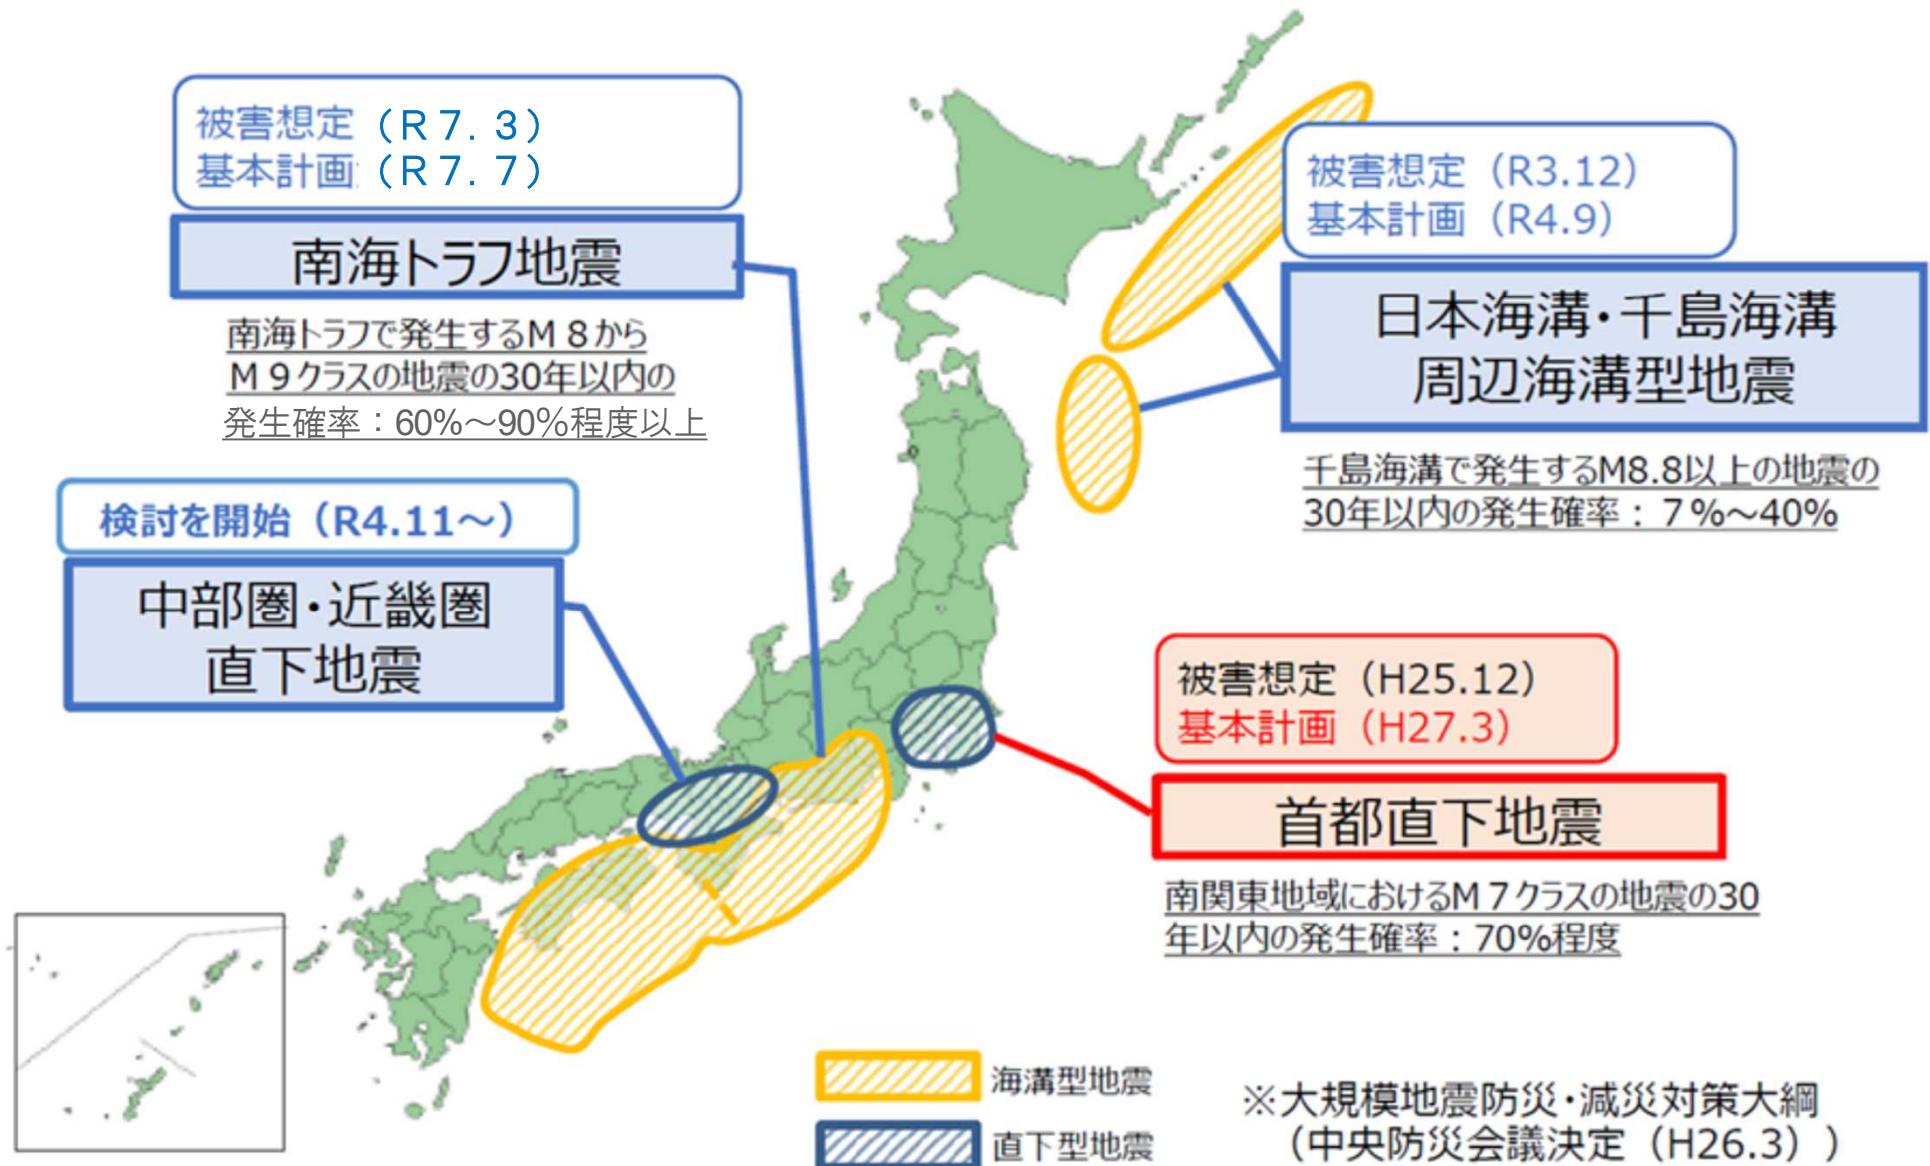 被害想定（Ｒ７．３）
基本計画（Ｒ７．７）
南海トラフ地震
南海トラフで発生するＭ８から
Ｍ９クラスの地震の30年以内の
発生確率：60%～90％程度以上
検討を開始（R4.11～）
中部圏・近畿圏
直下地震
被害想定（R3.12）
基本計画（R4.9）
日本海溝・千島海溝
周辺海溝型地震
千島海溝で発生するM8.8以上の地震の
30年以内の発生確率：７%～40%
被害想定（H25.12）
基本計画（H27.3）
首都直下地震
南関東地域におけるＭ７クラスの地震の30
年以内の発生確率：70%程度
海溝型地震
直下型地震
※大規模地震防災・減災対策大綱
（中央防災会議決定（H26.3））